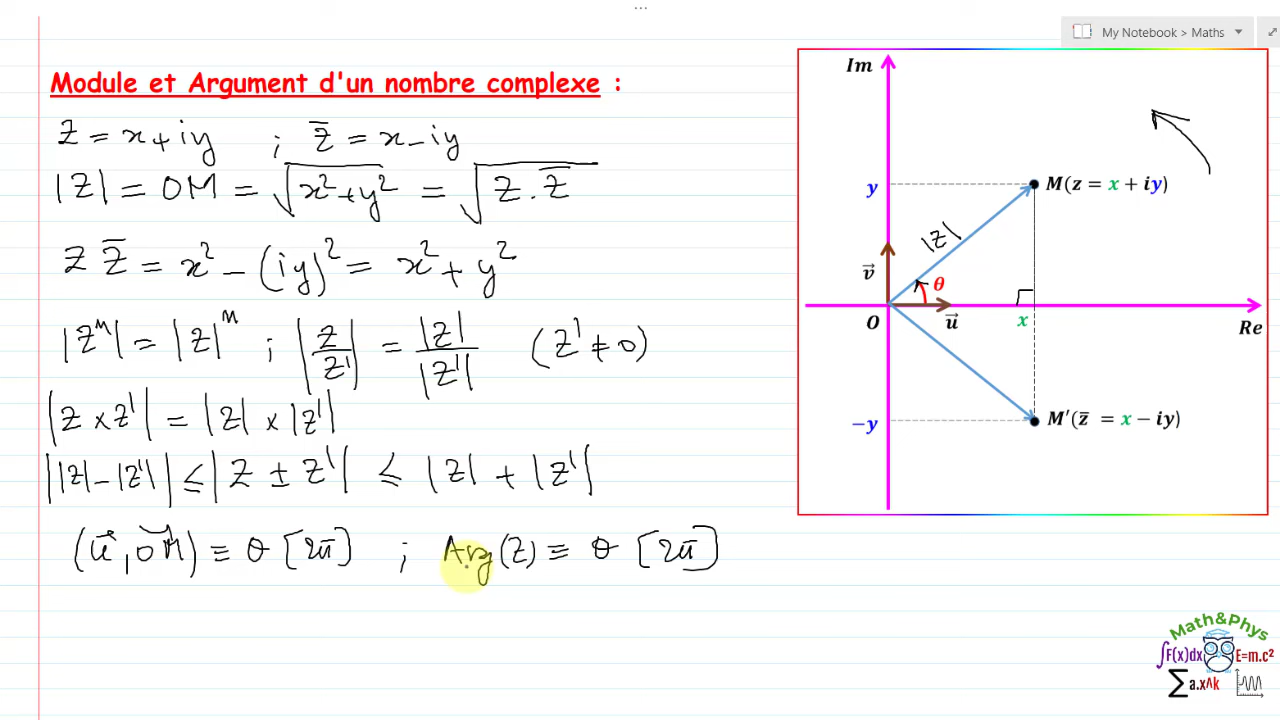 ...
My Notebook > Maths
Module et Argument d'un nombre complexe :
Z = x + iy ; Z̄ = x - iy
|Z| = OM = √(x² + y²) = √(Z . Z̄)
Z Z̄ = x² - (iy)² = x² + y²
|Zⁿ| = |Z|ⁿ ; |Z/Z'| = |Z|/|Z'| (Z' ≠ 0)
|Z × Z'| = |Z| × |Z'|
||Z| - |Z'|| ≤ |Z ± Z'| ≤ |Z| + |Z'|
(u⃗, OM⃗) ≡ θ [2π] ; Arg(Z) ≡ θ [2π]
Im
y
M(z = x + iy)
|Z|
v⃗
θ
O
u⃗
x
Re
-y
M′(z̄ = x - iy)
Math&Phys
∫F(x)dx E=m.c²
∑ a.x∧k